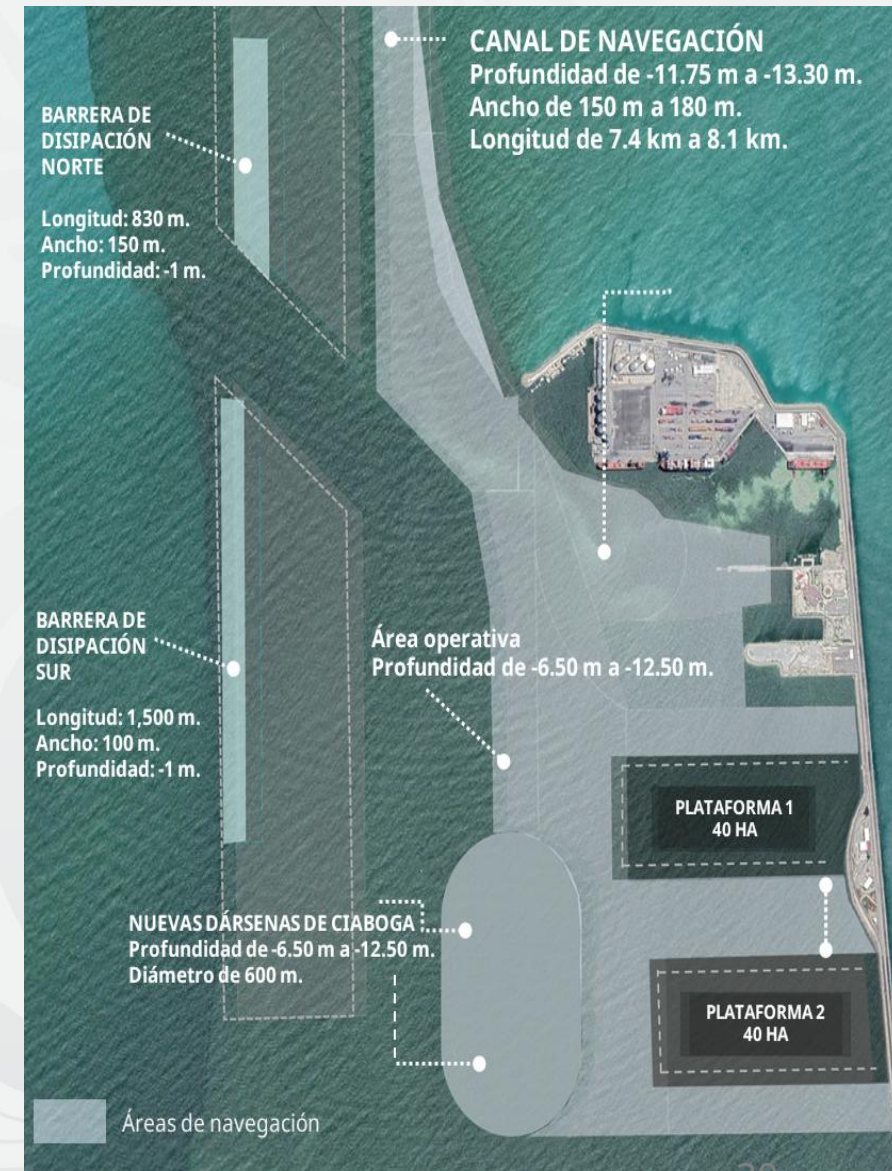 CANAL DE NAVEGACIÓN
Profundidad de -11.75 m a -13.30 m.
Ancho de 150 m a 180 m.
Longitud de 7.4 km a 8.1 km.
BARRERA DE
DISIPACIÓN
NORTE
Longitud: 830 m.
Ancho: 150 m.
Profundidad: -1 m.
BARRERA DE
DISIPACIÓN
SUR
Longitud: 1,500 m.
Ancho: 100 m.
Profundidad: -1 m.
Área operativa
Profundidad de -6.50 m a -12.50 m.
PLATAFORMA 1
40 HA
NUEVAS DÁRSENAS DE CIABOGA
Profundidad de -6.50 m a -12.50 m.
Diámetro de 600 m.
PLATAFORMA 2
40 HA
Áreas de navegación